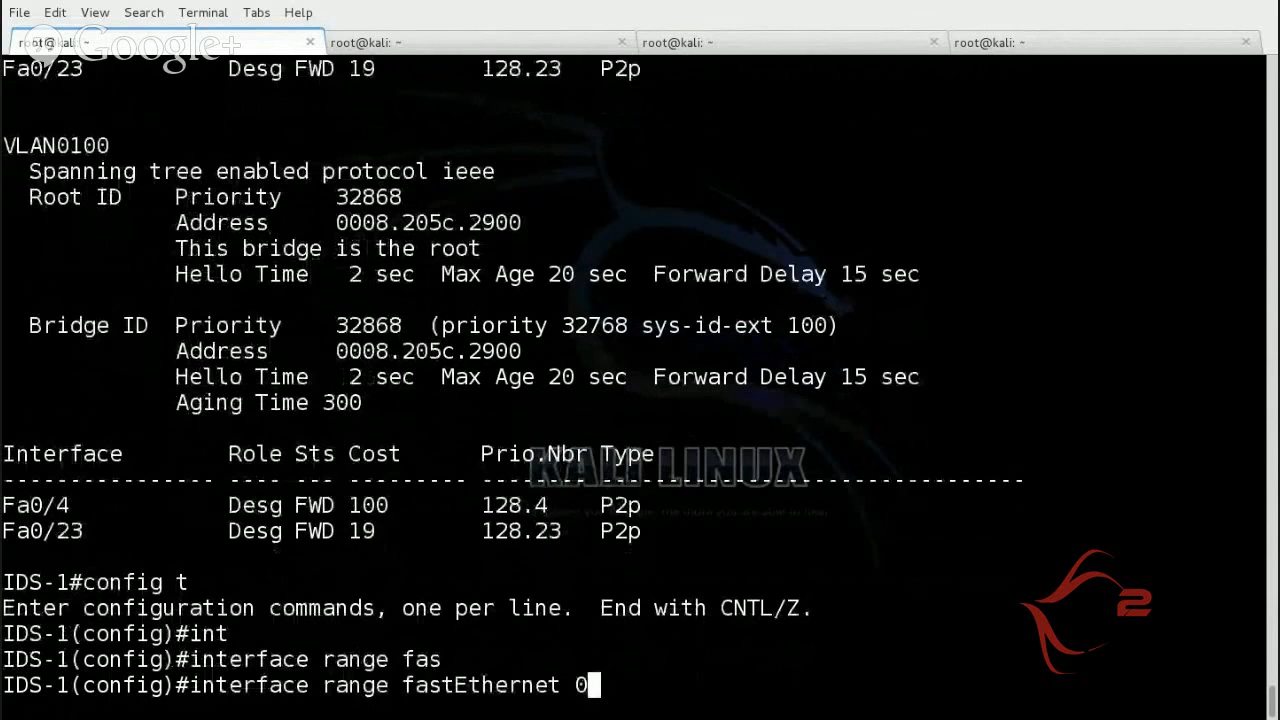 File Edit View Search Terminal Tabs Help
root@kali: ~ × root@kali: ~ × root@kali: ~ × root@kali: ~ ×
Google+
Fa0/23 Desg FWD 19 128.23 P2p
VLAN0100
Spanning tree enabled protocol ieee
Root ID Priority 32868
Address 0008.205c.2900
This bridge is the root
Hello Time 2 sec Max Age 20 sec Forward Delay 15 sec
Bridge ID Priority 32868 (priority 32768 sys-id-ext 100)
Address 0008.205c.2900
Hello Time 2 sec Max Age 20 sec Forward Delay 15 sec
Aging Time 300
Interface Role Sts Cost Prio.Nbr Type
---------------- ---- --- --------- -------- --------------------------------
KALI LINUX
Fa0/4 Desg FWD 100 128.4 P2p
Fa0/23 Desg FWD 19 128.23 P2p
IDS-1#config t
Enter configuration commands, one per line. End with CNTL/Z.
IDS-1(config)#int
IDS-1(config)#interface range fas
IDS-1(config)#interface range fastEthernet 0
2